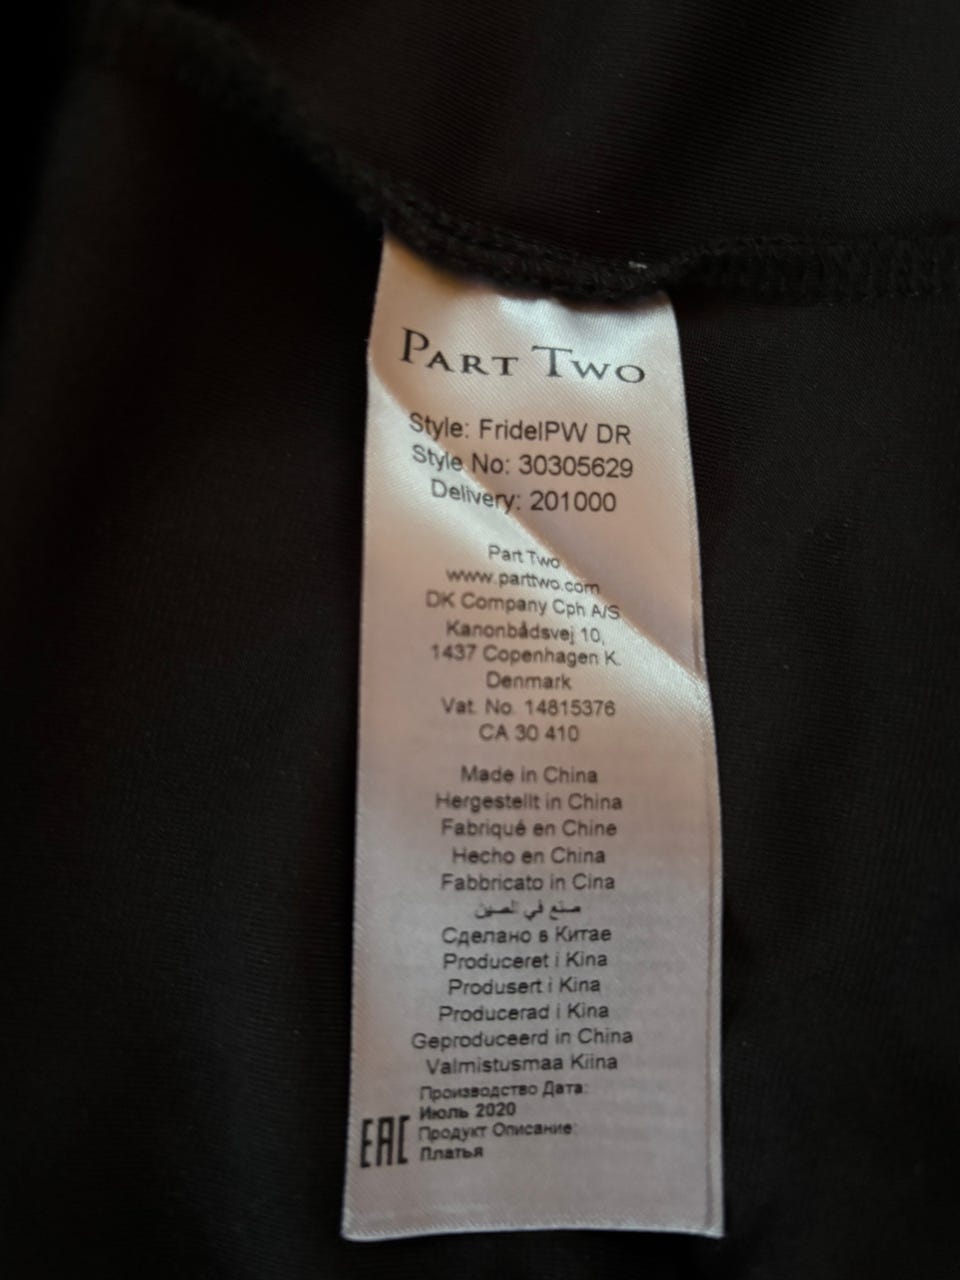 PART TWO
Style: FridelPW DR
Style No: 30305629
Delivery: 201000
Part Two
www.parttwo.com
DK Company Cph A/S
Kanonbådsvej 10,
1437 Copenhagen K.
Denmark
Vat. No. 14815376
CA 30 410
Made in China
Hergestellt in China
Fabriqué en Chine
Hecho en China
Fabbricato in Cina
صنع في الصين
Сделано в Китае
Produceret i Kina
Produsert i Kina
Producerad i Kina
Geproduceerd in China
Valmistusmaa Kiina
Производство Дата:
Июль 2020
Продукт Описание:
Платья
EAC